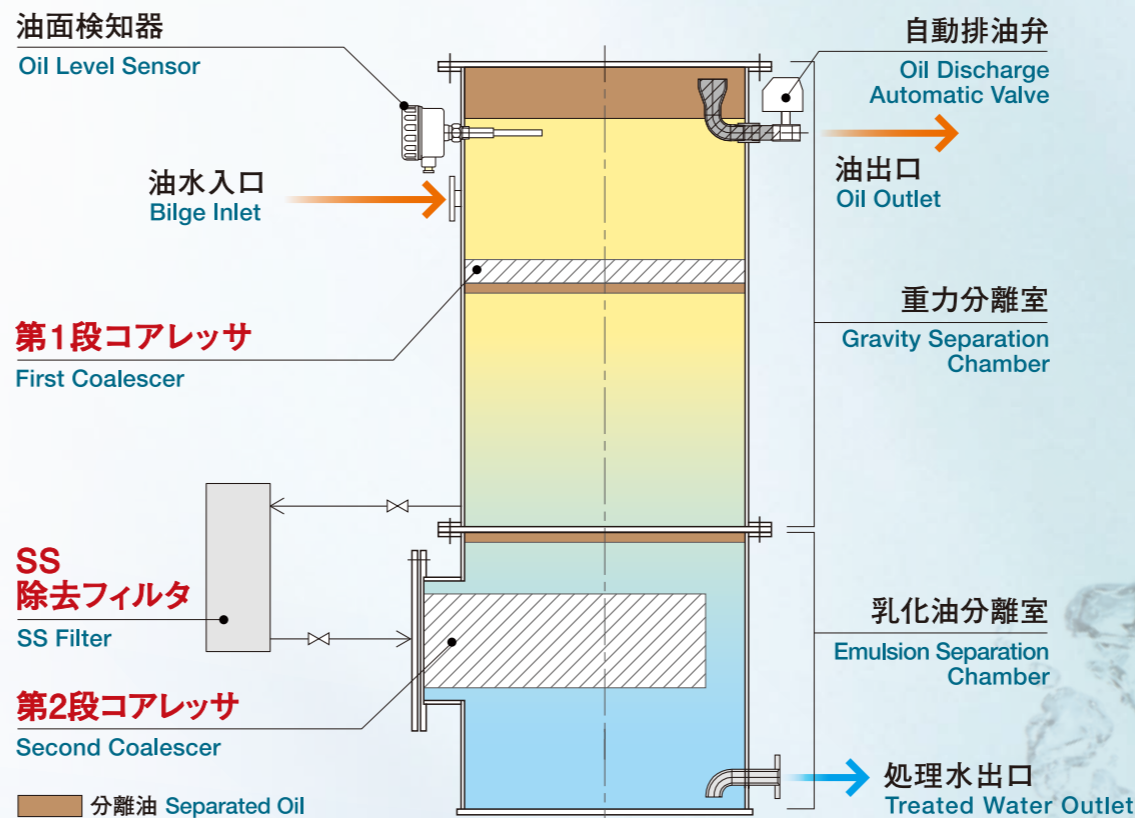 油面検知器
Oil Level Sensor
自動排油弁
Oil Discharge
Automatic Valve
油水入口
Bilge Inlet
油出口
Oil Outlet
第1段コアレッサ
First Coalescer
重力分離室
Gravity Separation
Chamber
SS
除去フィルタ
SS Filter
乳化油分離室
Emulsion Separation
Chamber
第2段コアレッサ
Second Coalescer
処理水出口
Treated Water Outlet
分離油 Separated Oil